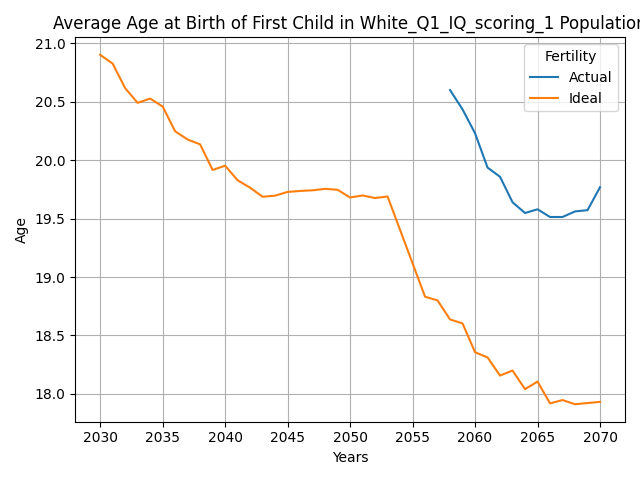 Average Age at Birth of First Child in White_Q1_IQ_scoring_1 Population
21.0
20.5
20.0
19.5
19.0
18.5
18.0
Age
Fertility
Actual
Ideal
2030 2035 2040 2045 2050 2055 2060 2065 2070
Years